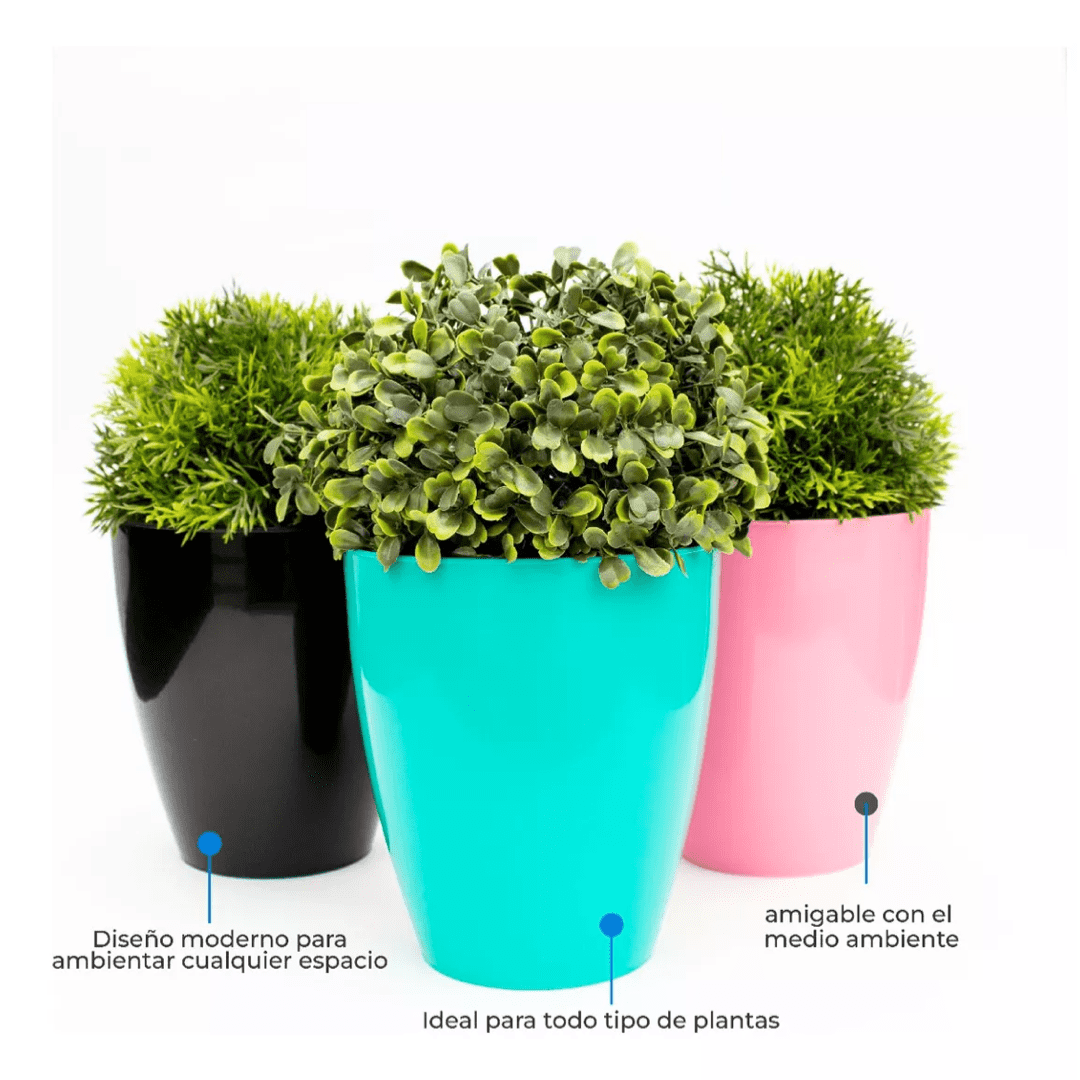 Diseño moderno para
ambientar cualquier espacio
Ideal para todo tipo de plantas
amigable con el
medio ambiente